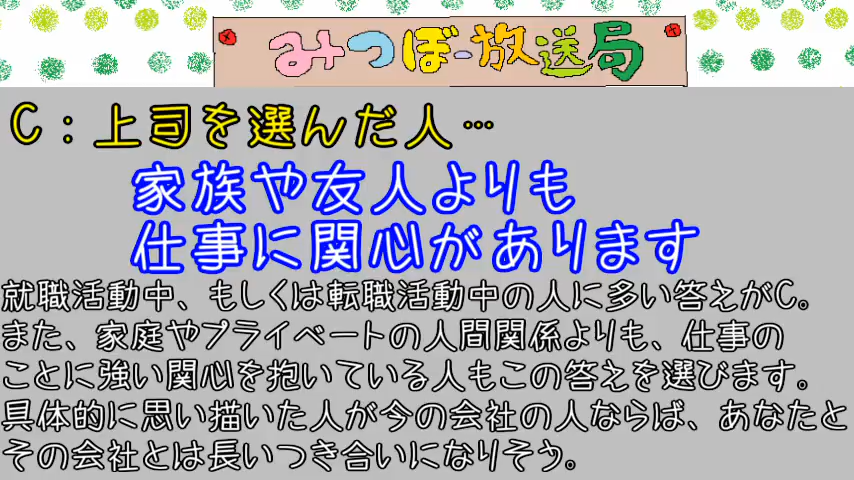 みつぼー放送局
C：上司を選んだ人…
家族や友人よりも
仕事に関心があります
就職活動中、もしくは転職活動中の人に多い答えがC。
また、家庭やプライベートの人間関係よりも、仕事の
ことに強い関心を抱いている人もこの答えを選びます。
具体的に思い描いた人が今の会社の人ならば、あなたと
その会社とは長いつき合いになりそう。